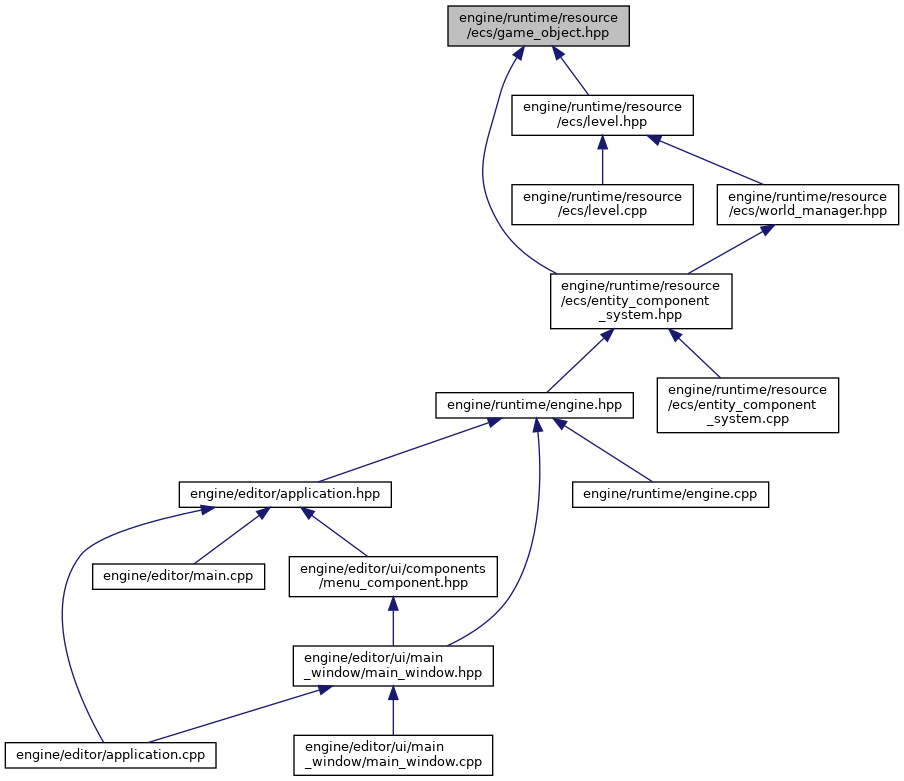 engine/runtime/resource
/ecs/game_object.hpp
engine/runtime/resource
/ecs/level.hpp
engine/runtime/resource
/ecs/level.cpp
engine/runtime/resource
/ecs/world_manager.hpp
engine/runtime/resource
/ecs/entity_component
_system.hpp
engine/runtime/engine.hpp
engine/runtime/resource
/ecs/entity_component
_system.cpp
engine/editor/application.hpp
engine/runtime/engine.cpp
engine/editor/main.cpp
engine/editor/ui/components
/menu_component.hpp
engine/editor/ui/main
_window/main_window.hpp
engine/editor/application.cpp
engine/editor/ui/main
_window/main_window.cpp